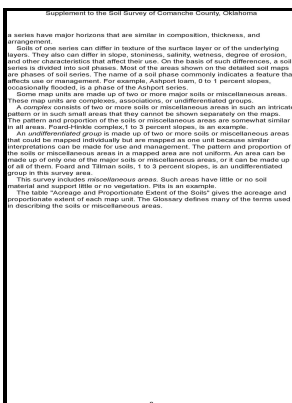 Supplement to the Soil Survey of Comanche County, Oklahoma
a series have major horizons that are similar in composition, thickness, and
arrangement.
Soils of one series can differ in texture of the surface layer or of the underlying
layers. They also can differ in slope, stoniness, salinity, wetness, degree of erosion,
and other characteristics that affect their use. On the basis of such differences, a soil
series is divided into soil phases. Most of the areas shown on the detailed soil maps
are phases of soil series. The name of a soil phase commonly indicates a feature tha
affects use or management. For example, Ashport loam, 0 to 1 percent slopes,
occasionally flooded, is a phase of the Ashport series.
Some map units are made up of two or more major soils or miscellaneous areas.
These map units are complexes, associations, or undifferentiated groups.
A complex consists of two or more soils or miscellaneous areas in such an intricate
pattern or in such small areas that they cannot be shown separately on the maps.
The pattern and proportion of the soils or miscellaneous areas are somewhat similar
in all areas. Foard-Hinkle complex,1 to 3 percent slopes, is an example.
An undifferentiated group is made up of two or more soils or miscellaneous areas
that could be mapped individually but are mapped as one unit because similar
interpretations can be made for use and management. The pattern and proportion of
the soils or miscellaneous areas in a mapped area are not uniform. An area can be
made up of only one of the major soils or miscellaneous areas, or it can be made up
of all of them. Foard and Tillman soils, 1 to 3 percent slopes, is an undifferentiated
group in this survey area.
This survey includes miscellaneous areas. Such areas have little or no soil
material and support little or no vegetation. Pits is an example.
The table "Acreage and Proportionate Extent of the Soils" gives the acreage and
proportionate extent of each map unit. The Glossary defines many of the terms used
in describing the soils or miscellaneous areas.